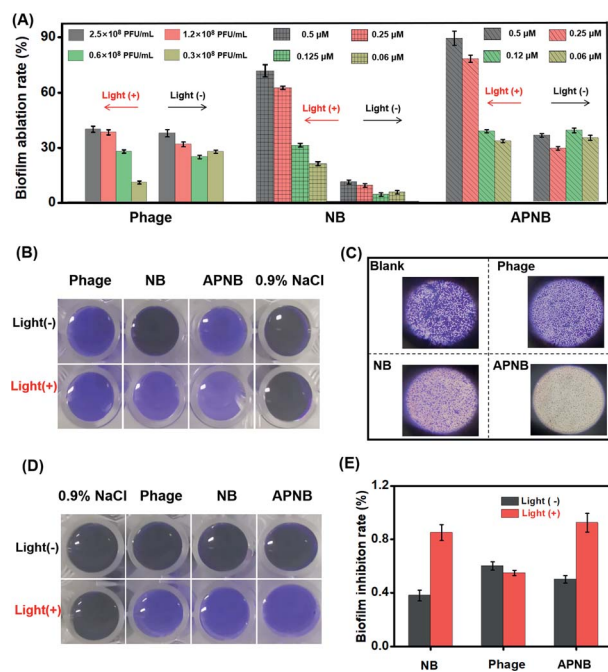 (A)
Biofilm ablation rate (%)
90
60
30
0
2.5×10⁸ PFU/mL
1.2×10⁸ PFU/mL
0.6×10⁸ PFU/mL
0.3×10⁸ PFU/mL
Light (+)
Light (-)
Phage
0.5 μM
0.25 μM
0.125 μM
0.06 μM
Light (+)
Light (-)
NB
0.5 μM
0.25 μM
0.12 μM
0.06 μM
Light (+)
Light (-)
APNB
(B)
Phage NB APNB 0.9% NaCl
Light(-)
Light(+)
(C)
Blank
Phage
NB
APNB
(D)
0.9% NaCl Phage NB APNB
Light(-)
Light(+)
(E)
Biofilm inhibiton rate (%)
1.2
0.8
0.4
0.0
Light (-)
Light (+)
NB Phage APNB